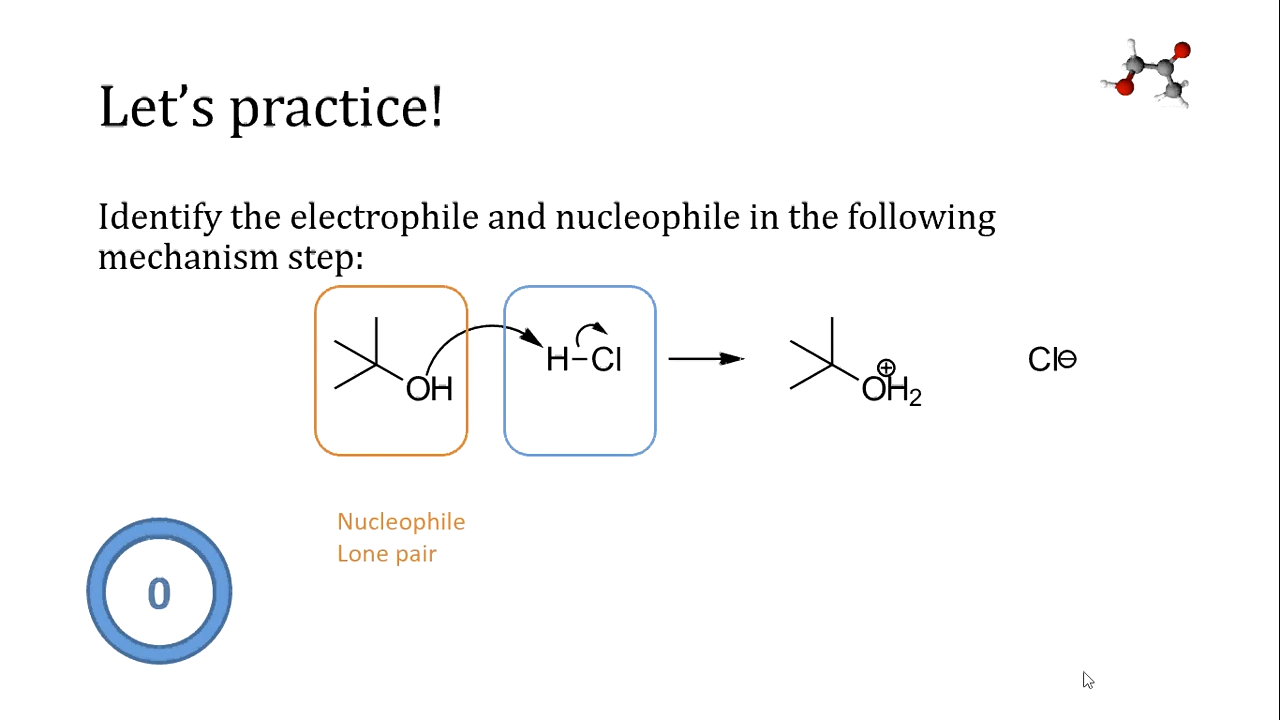 Let’s practice!
Identify the electrophile and nucleophile in the following
mechanism step:
OH
H–Cl
⊕
OH₂
Cl⊖
Nucleophile
Lone pair
0